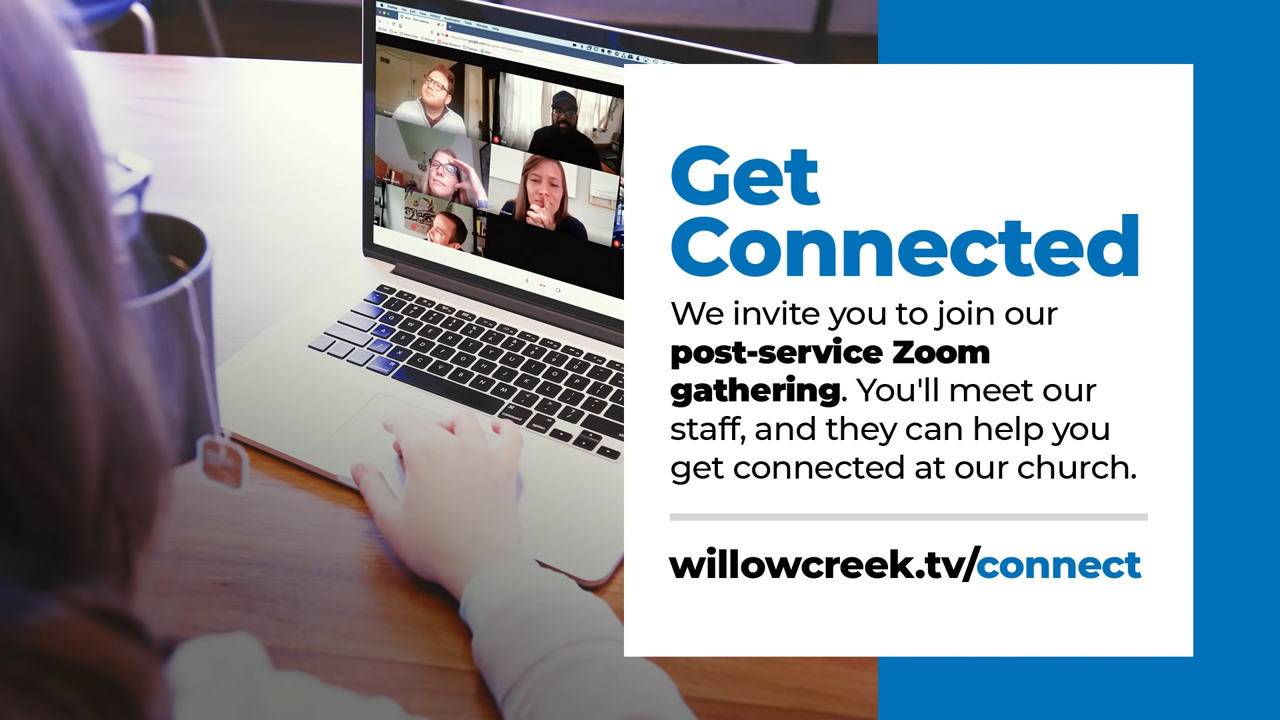 Get
Connected
We invite you to join our
post-service Zoom
gathering. You'll meet our
staff, and they can help you
get connected at our church.
willowcreek.tv/connect